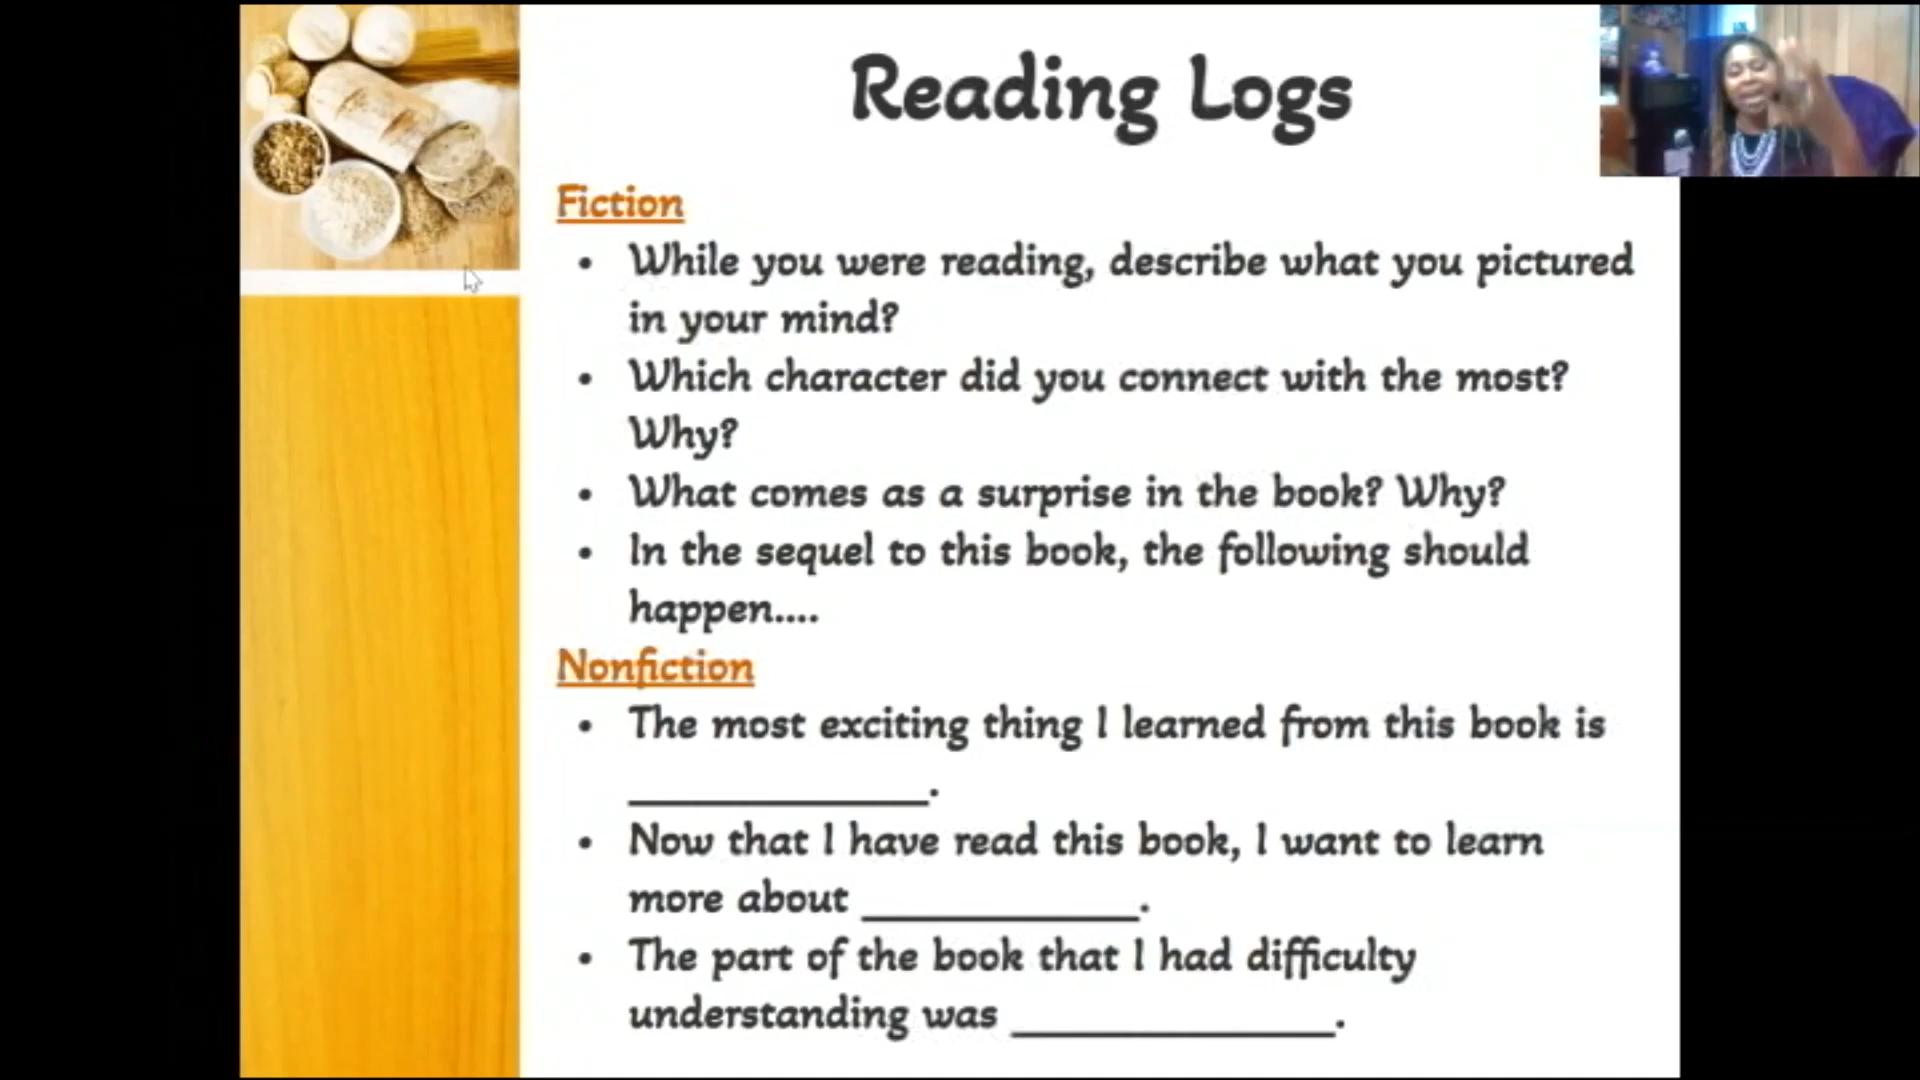 Reading Logs
Fiction
• While you were reading, describe what you pictured
in your mind?
• Which character did you connect with the most?
Why?
• What comes as a surprise in the book? Why?
• In the sequel to this book, the following should
happen....
Nonfiction
• The most exciting thing I learned from this book is
_____________.
• Now that I have read this book, I want to learn
more about ____________.
• The part of the book that I had difficulty
understanding was ______________.